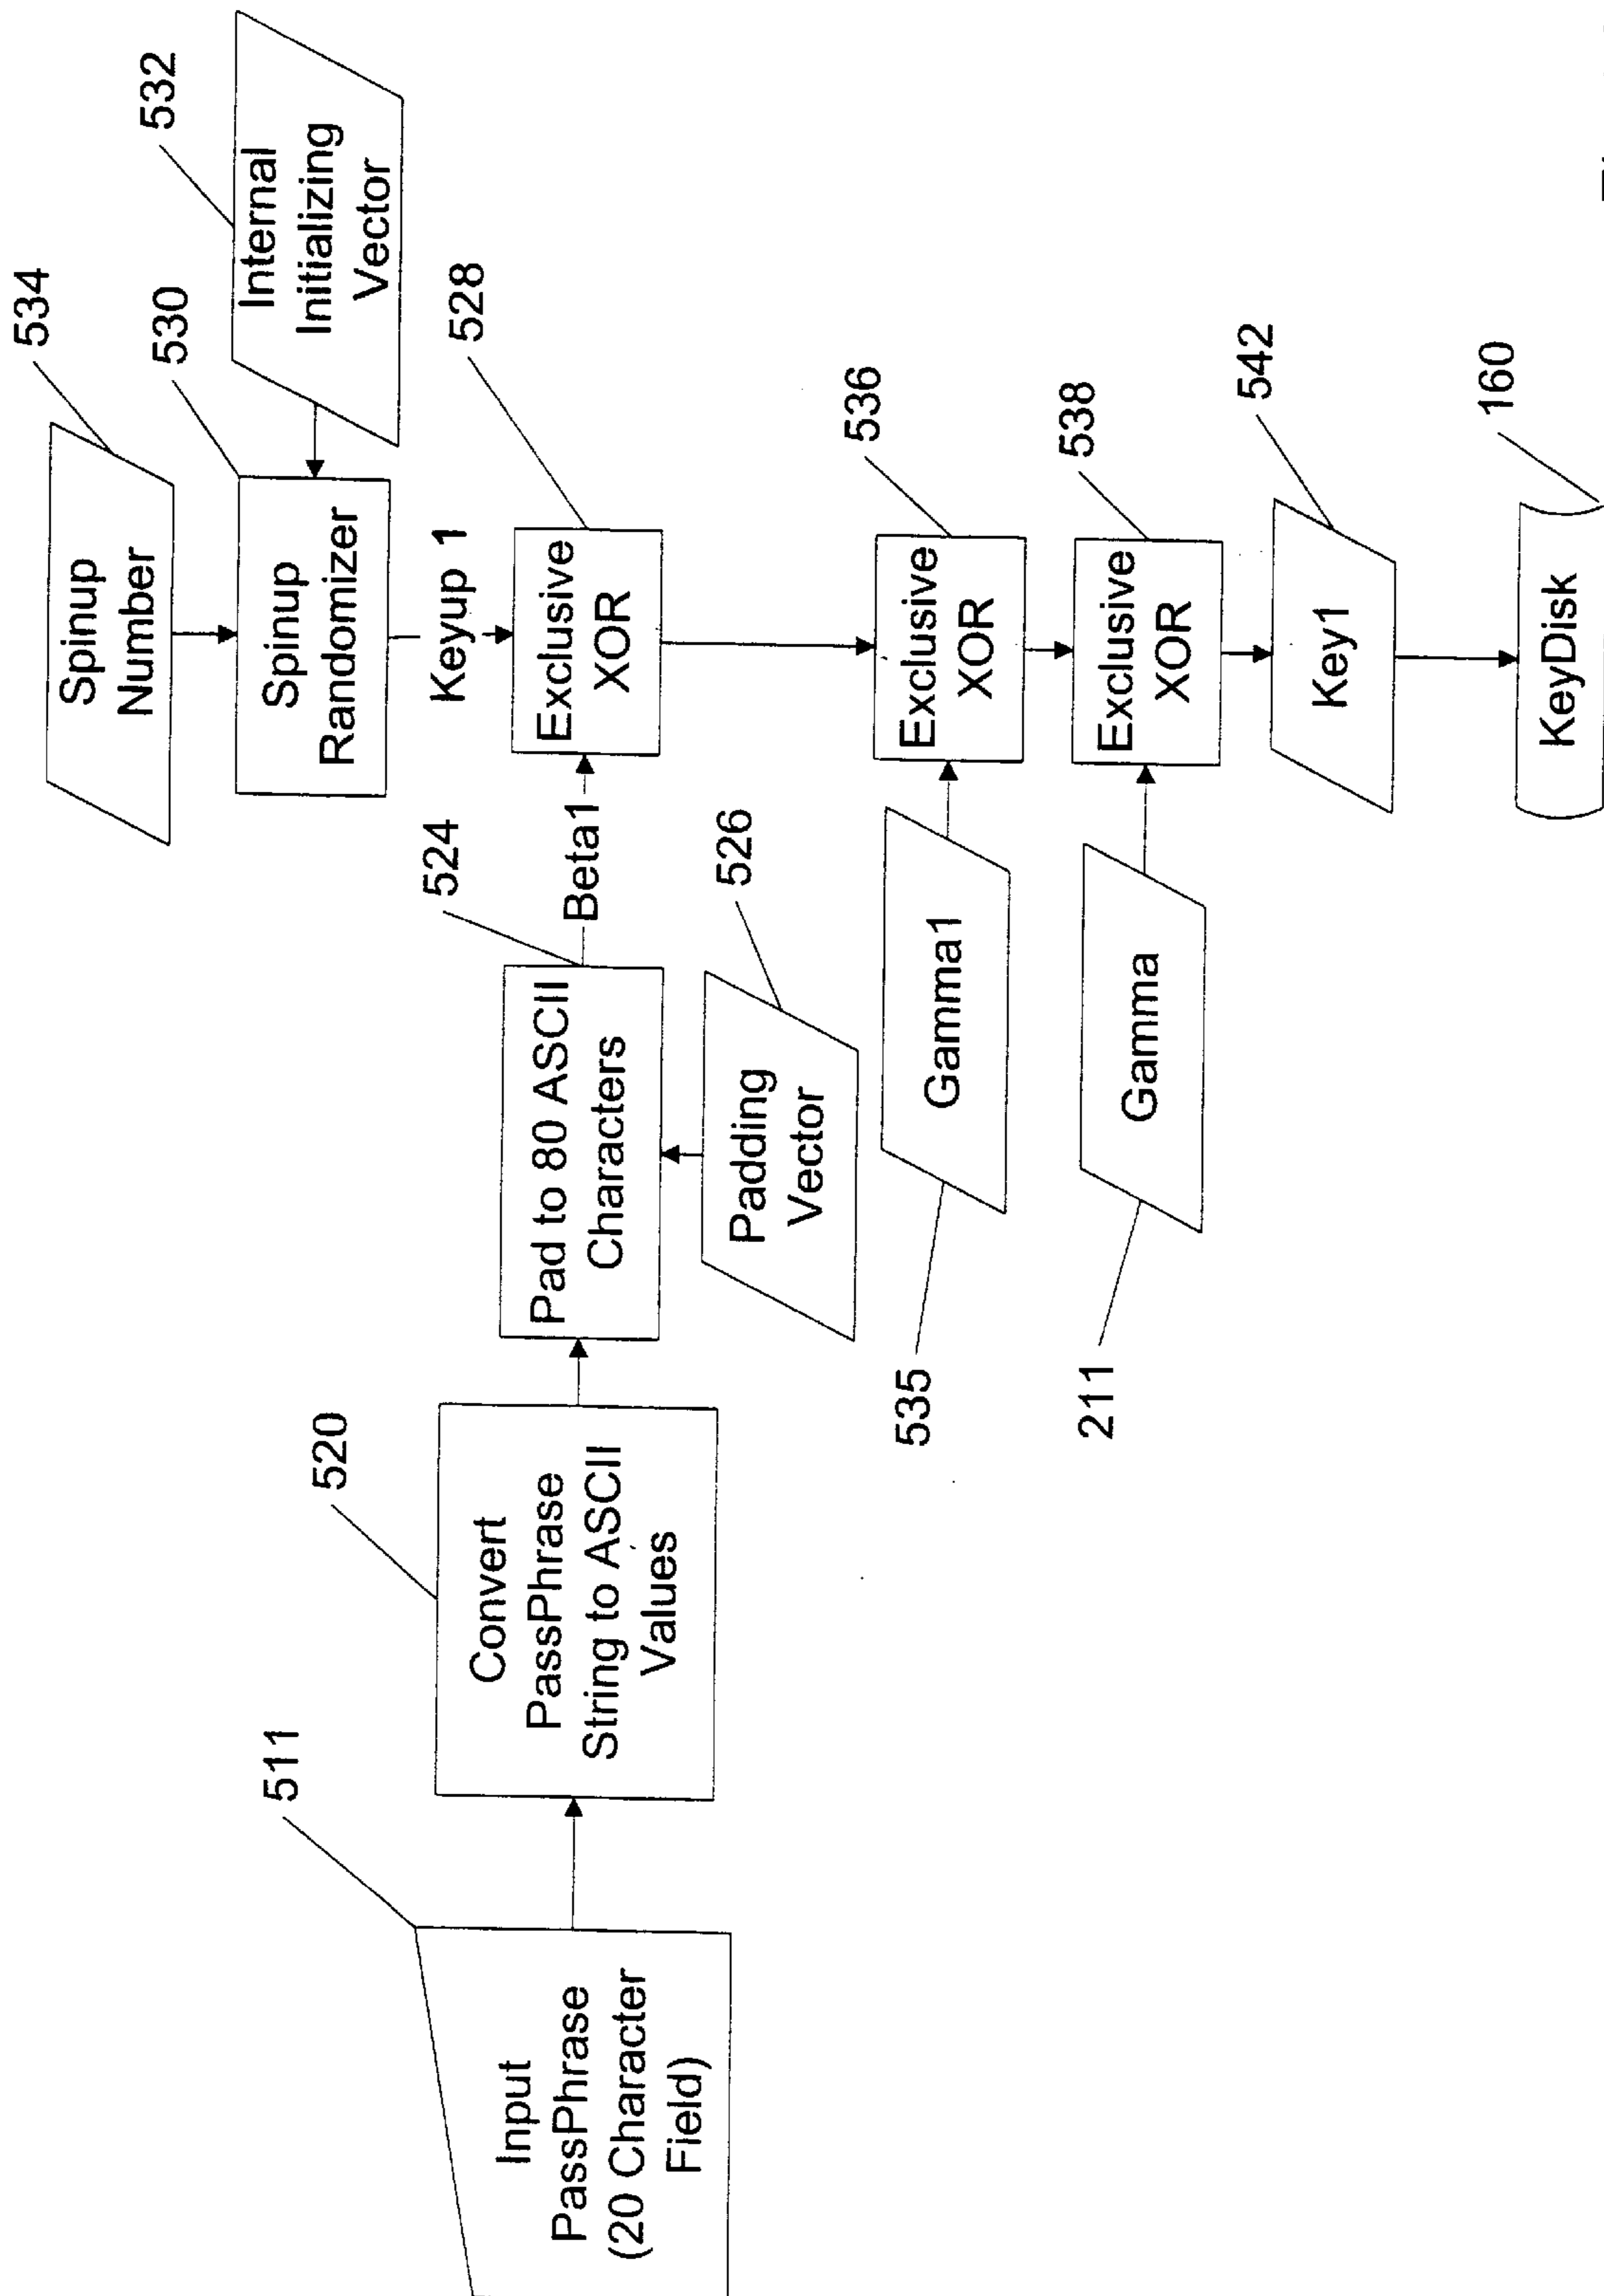 534
Spinup
Number
530
532
Spinup
Randomizer
Internal
Initializing
Vector
Keyup 1
511
520
524
528
Input
PassPhrase
(20 Character
Field)
Convert
PassPhrase
String to ASCII
Values
Pad to 80 ASCII
Characters
Beta1
Exclusive
XOR
526
Padding
Vector
535
Gamma1
536
Exclusive
XOR
211
Gamma
538
Exclusive
XOR
542
Key1
160
KeyDisk